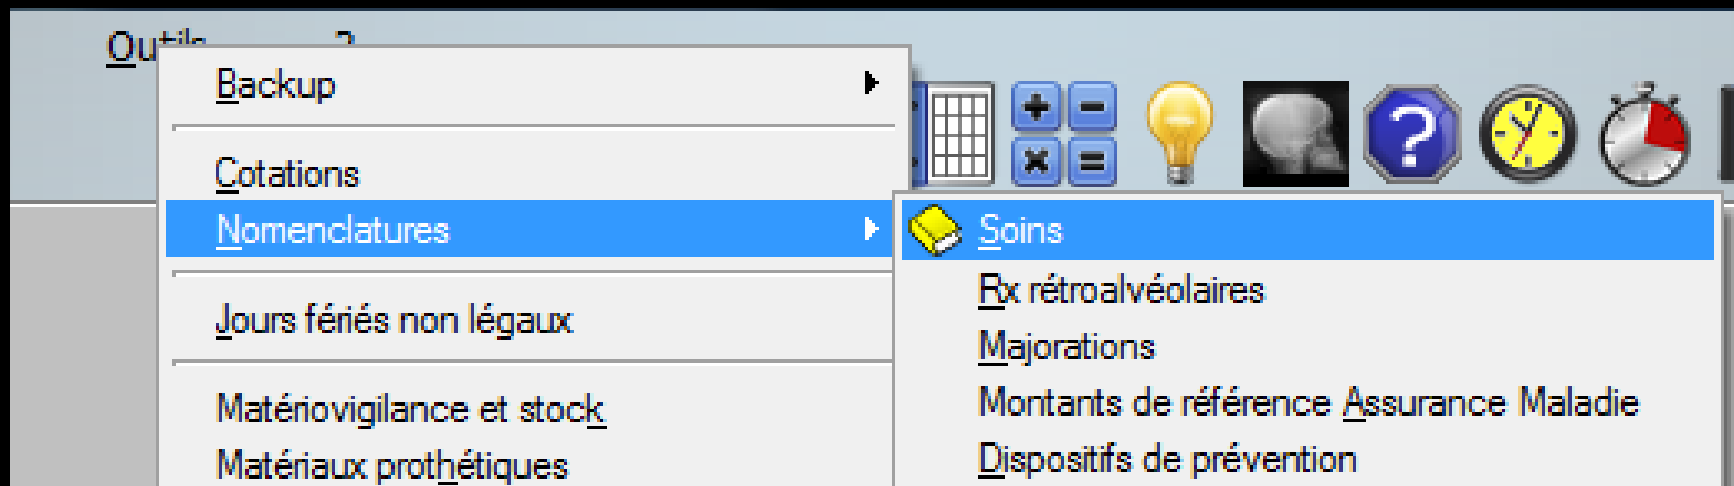 Outils ?
Backup
Cotations
Nomenclatures
Jours fériés non légaux
Matériovigilance et stock
Matériaux prothétiques
Soins
Rx rétroalvéolaires
Majorations
Montants de référence Assurance Maladie
Dispositifs de prévention